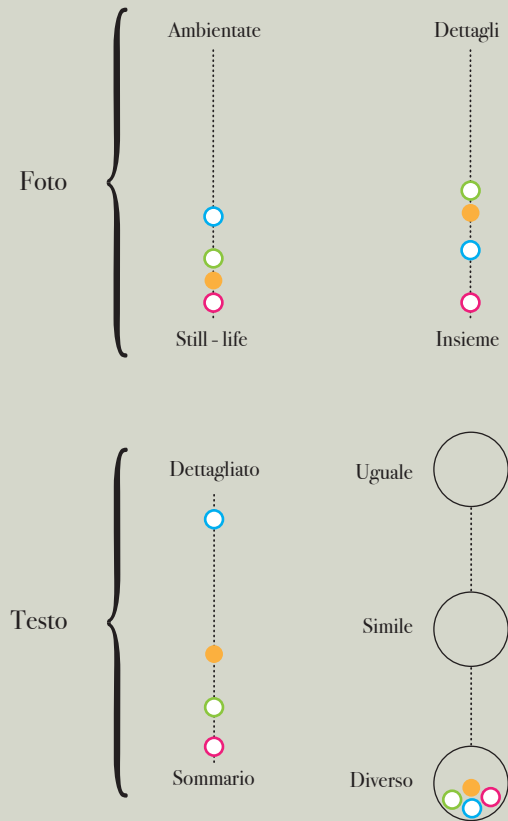 Ambientate
Dettagli
Foto
Still - life
Insieme
Dettagliato
Uguale
Testo
Simile
Sommario
Diverso